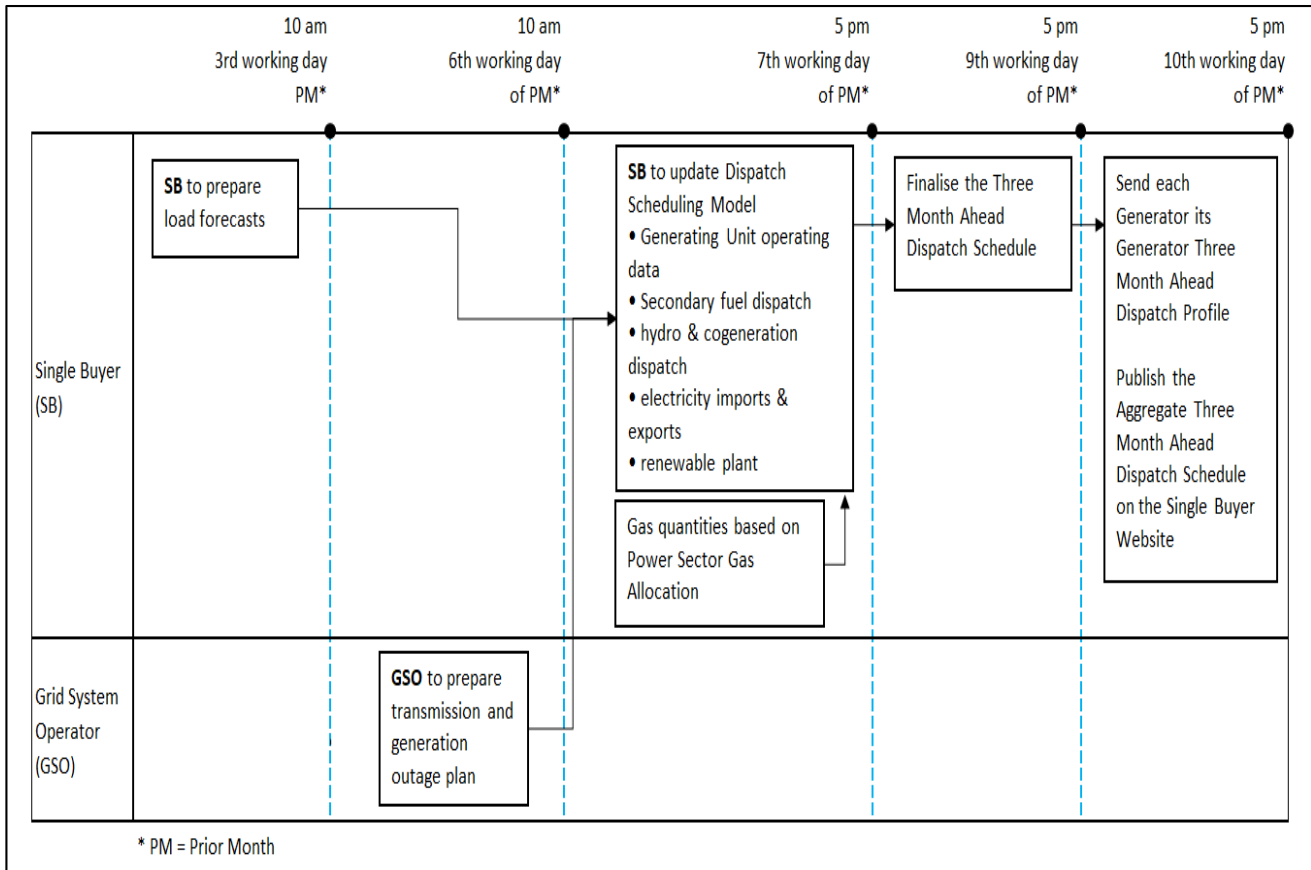 10 am
3rd working day
PM*
10 am
6th working day
of PM*
5 pm
7th working day
of PM*
5 pm
9th working day
of PM*
5 pm
10th working day
of PM*
Single Buyer
(SB)
SB to prepare
load forecasts
SB to update Dispatch
Scheduling Model
• Generating Unit operating
data
• Secondary fuel dispatch
• hydro & cogeneration
dispatch
• electricity imports &
exports
• renewable plant
Gas quantities based on
Power Sector Gas
Allocation
Finalise the Three
Month Ahead
Dispatch Schedule
Send each
Generator its
Generator Three
Month Ahead
Dispatch Profile
Publish the
Aggregate Three
Month Ahead
Dispatch Schedule
on the Single Buyer
Website
Grid System
Operator
(GSO)
GSO to prepare
transmission and
generation
outage plan
* PM = Prior Month